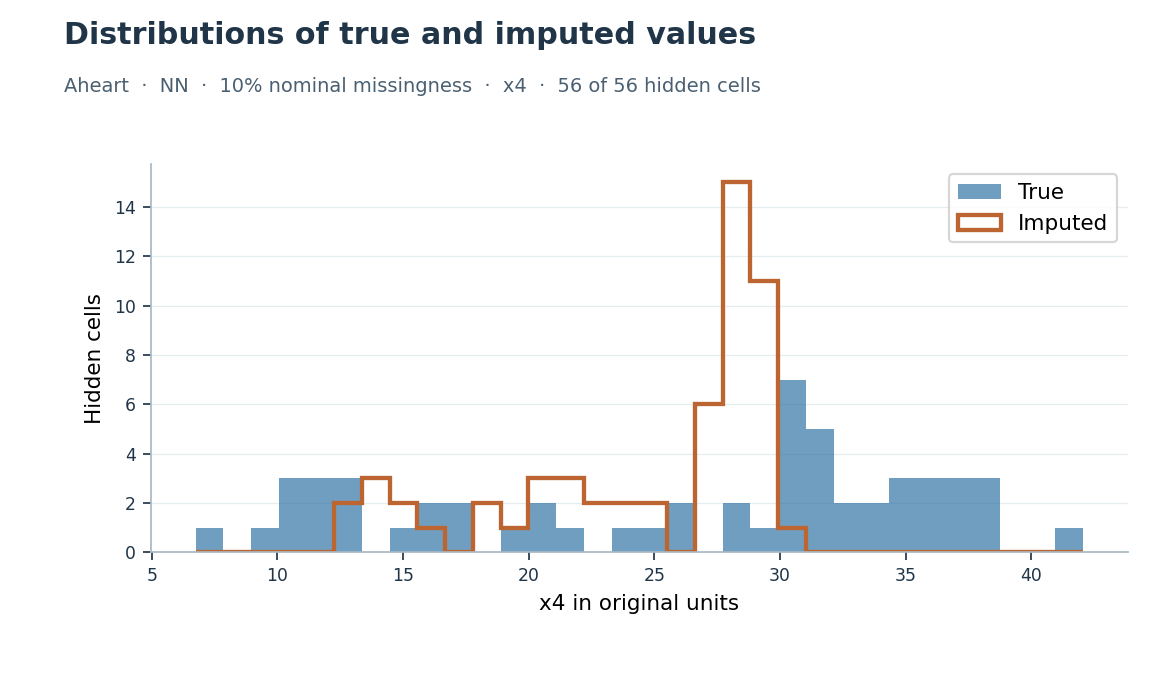 Distributions of true and imputed values
Aheart · NN · 10% nominal missingness · x4 · 56 of 56 hidden cells
True
Imputed
Hidden cells
14
12
10
8
6
4
2
0
5 10 15 20 25 30 35 40
x4 in original units